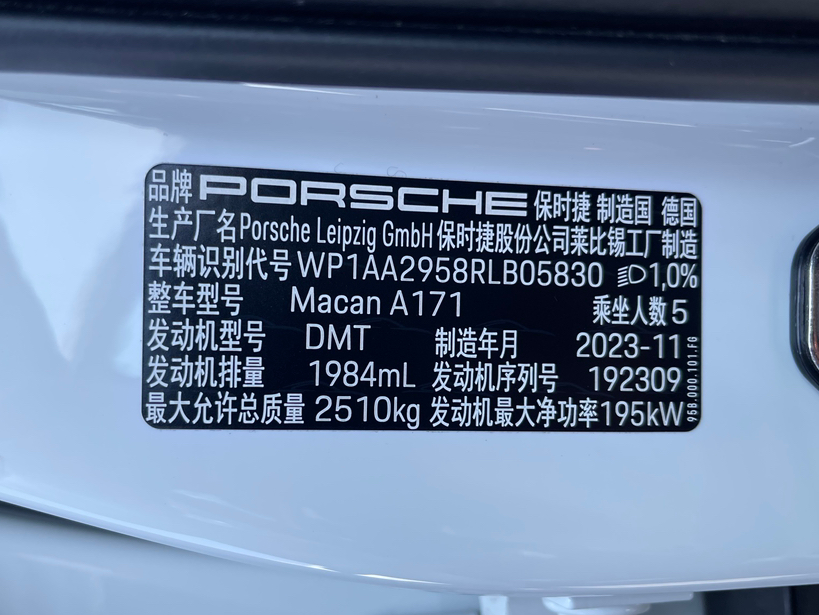 品牌 PORSCHE 保时捷 制造国 德国
生产厂名 Porsche Leipzig GmbH 保时捷股份公司莱比锡工厂制造
车辆识别代号 WP1AA2958RLB05830 1,0%
整车型号 Macan A171 乘坐人数 5
发动机型号 DMT 制造年月 2023-11
发动机排量 1984mL 发动机序列号 192309
最大允许总质量 2510kg 发动机最大净功率 195kW
95B.000.101.FG